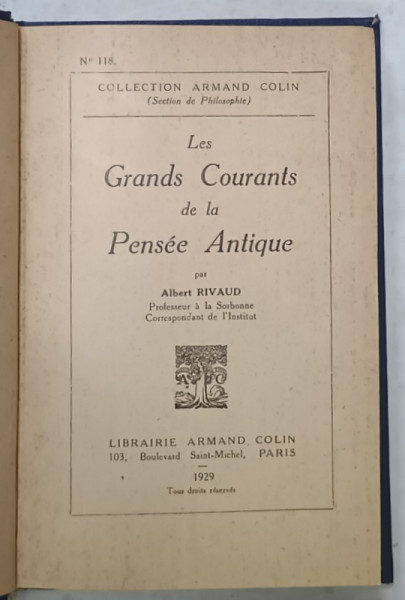 N° 118.
COLLECTION ARMAND COLIN
(Section de Philosophie)
Les
Grands Courants
de la
Pensée Antique
par
Albert RIVAUD
Professeur à la Sorbonne
Correspondant de l'Institut
A C
LIBRAIRIE ARMAND COLIN
103, Boulevard Saint-Michel, PARIS
1929
Tous droits réservés